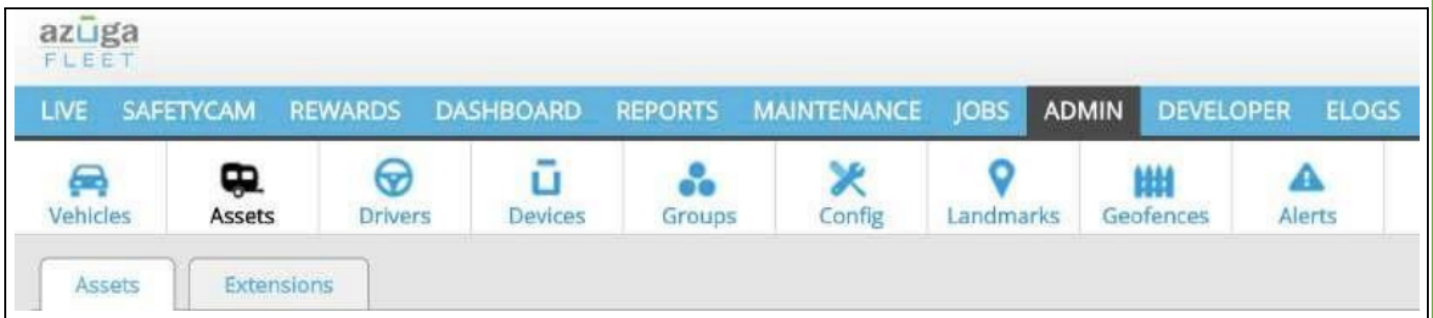 azūga
FLEET
LIVE SAFETYCAM REWARDS DASHBOARD REPORTS MAINTENANCE JOBS ADMIN DEVELOPER ELOGS
Vehicles Assets Drivers Devices Groups Config Landmarks Geofences Alerts
Assets Extensions